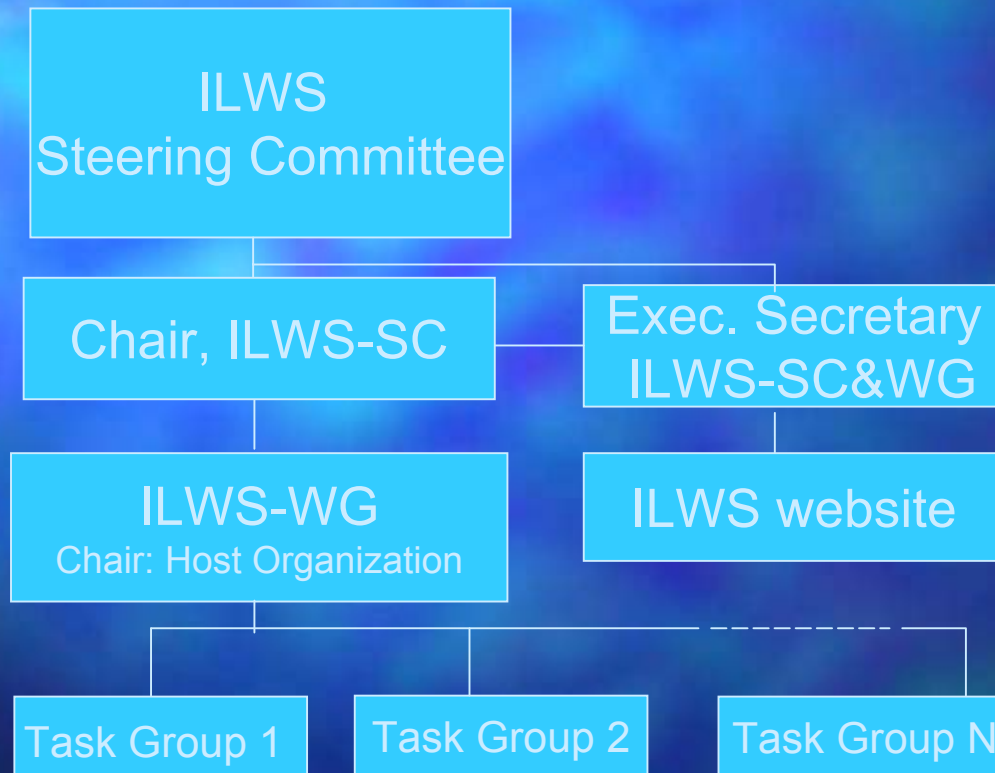 ILWS
Steering Committee
Chair, ILWS-SC
Exec. Secretary
ILWS-SC&WG
ILWS-WG
Chair: Host Organization
ILWS website
Task Group 1
Task Group 2
Task Group N